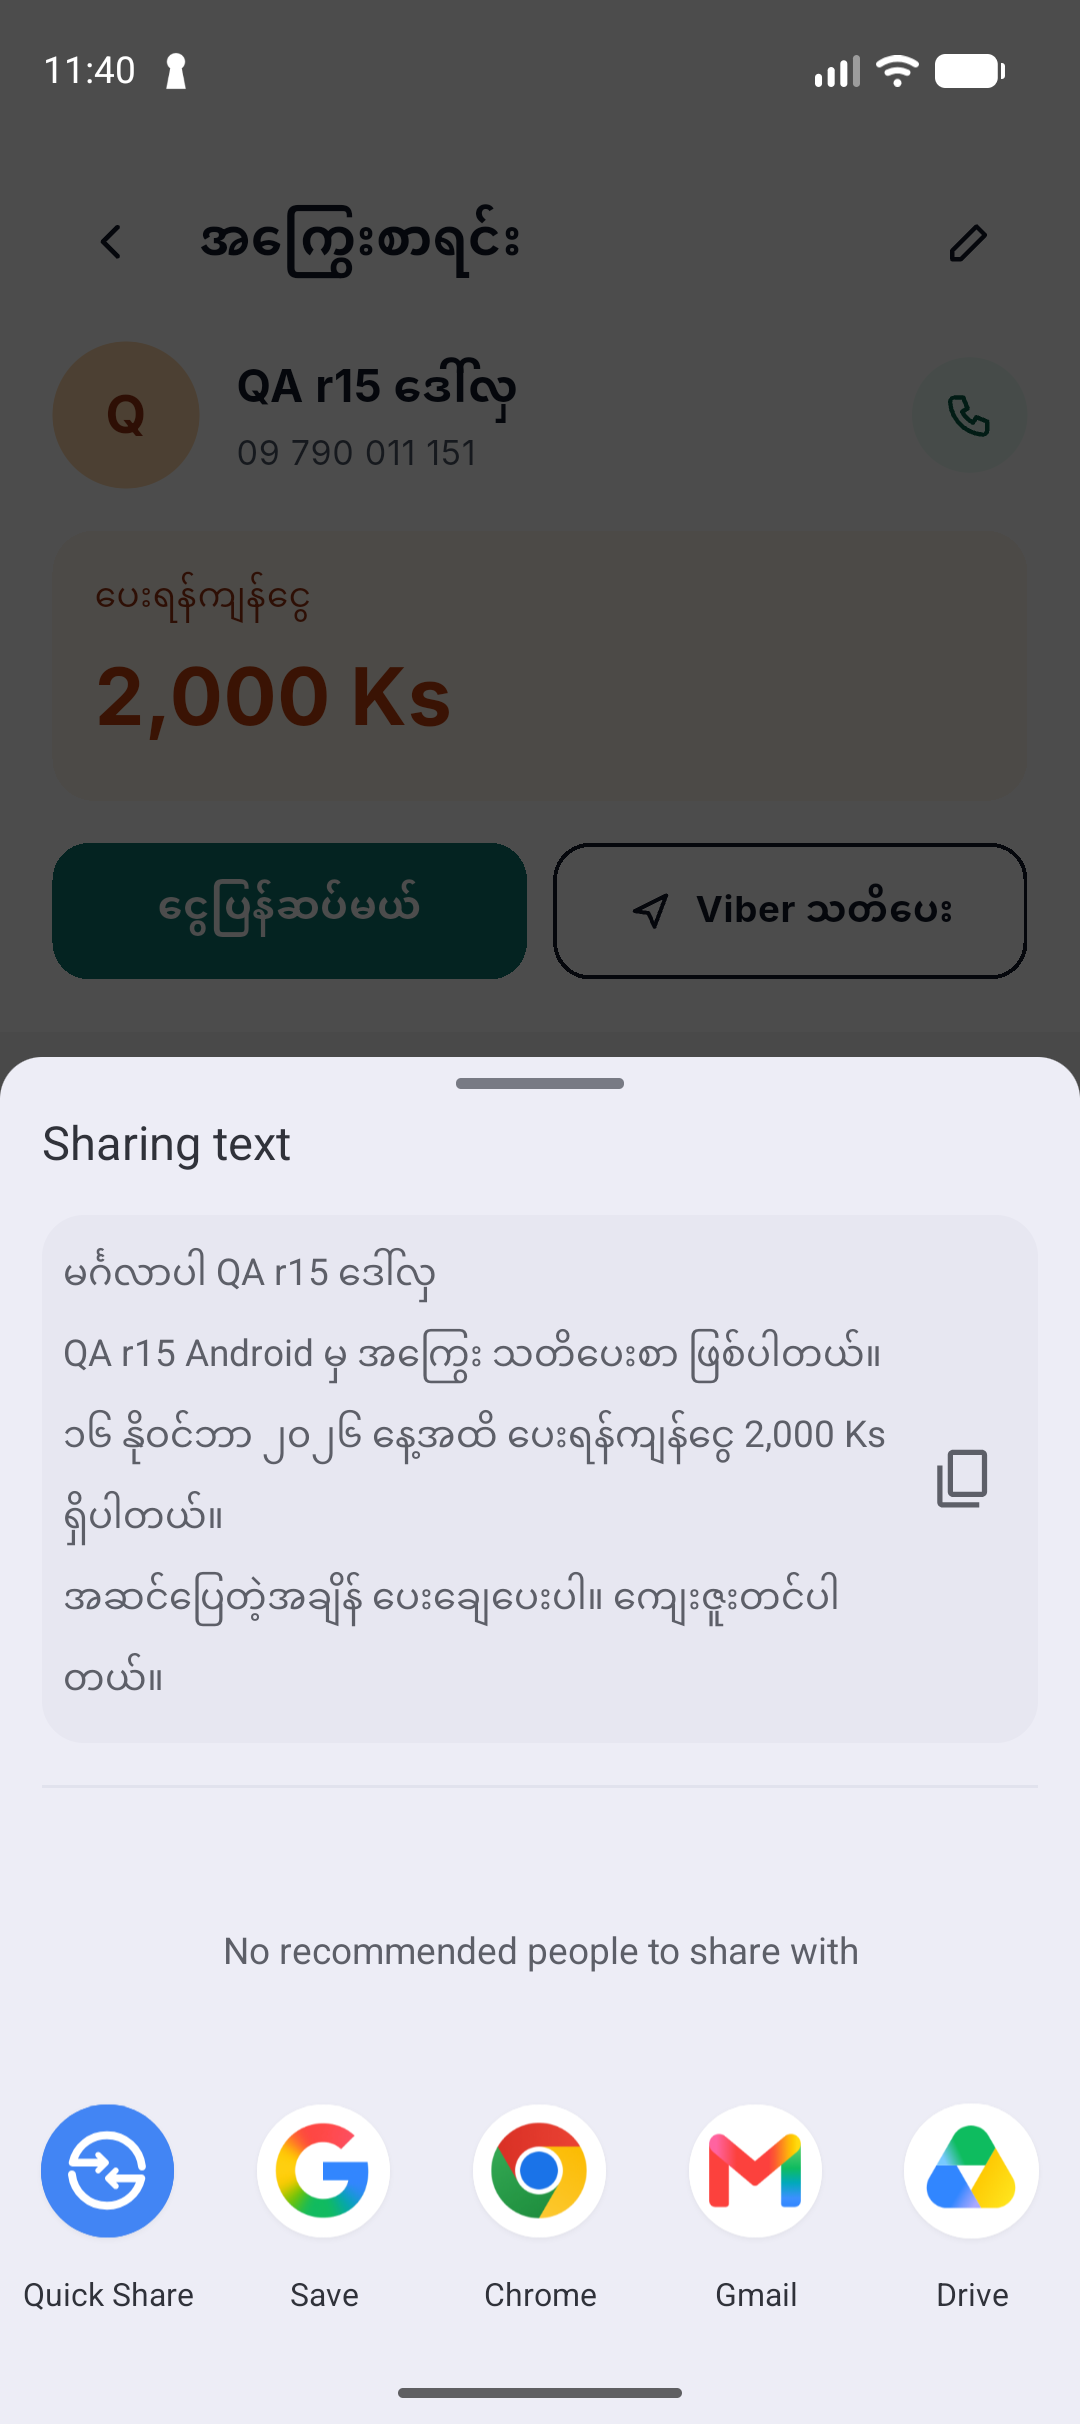 11:40
အကြွေးစာရင်း
Q
QA r15 ဒေါ်လှ
09 790 011 151
ပေးရန်ကျန်ငွေ
2,000 Ks
ငွေပြန်ဆပ်မယ်
Viber သတိပေး
Sharing text
မင်္ဂလာပါ QA r15 ဒေါ်လှ
QA r15 Android မှ အကြွေး သတိပေးစာ ဖြစ်ပါတယ်။
၁၆ နိုဝင်ဘာ ၂၀၂၆ နေ့အထိ ပေးရန်ကျန်ငွေ 2,000 Ks
ရှိပါတယ်။
အဆင်ပြေတဲ့အချိန် ပေးချေပေးပါ။ ကျေးဇူးတင်ပါ
တယ်။
No recommended people to share with
Quick Share
Save
Chrome
Gmail
Drive